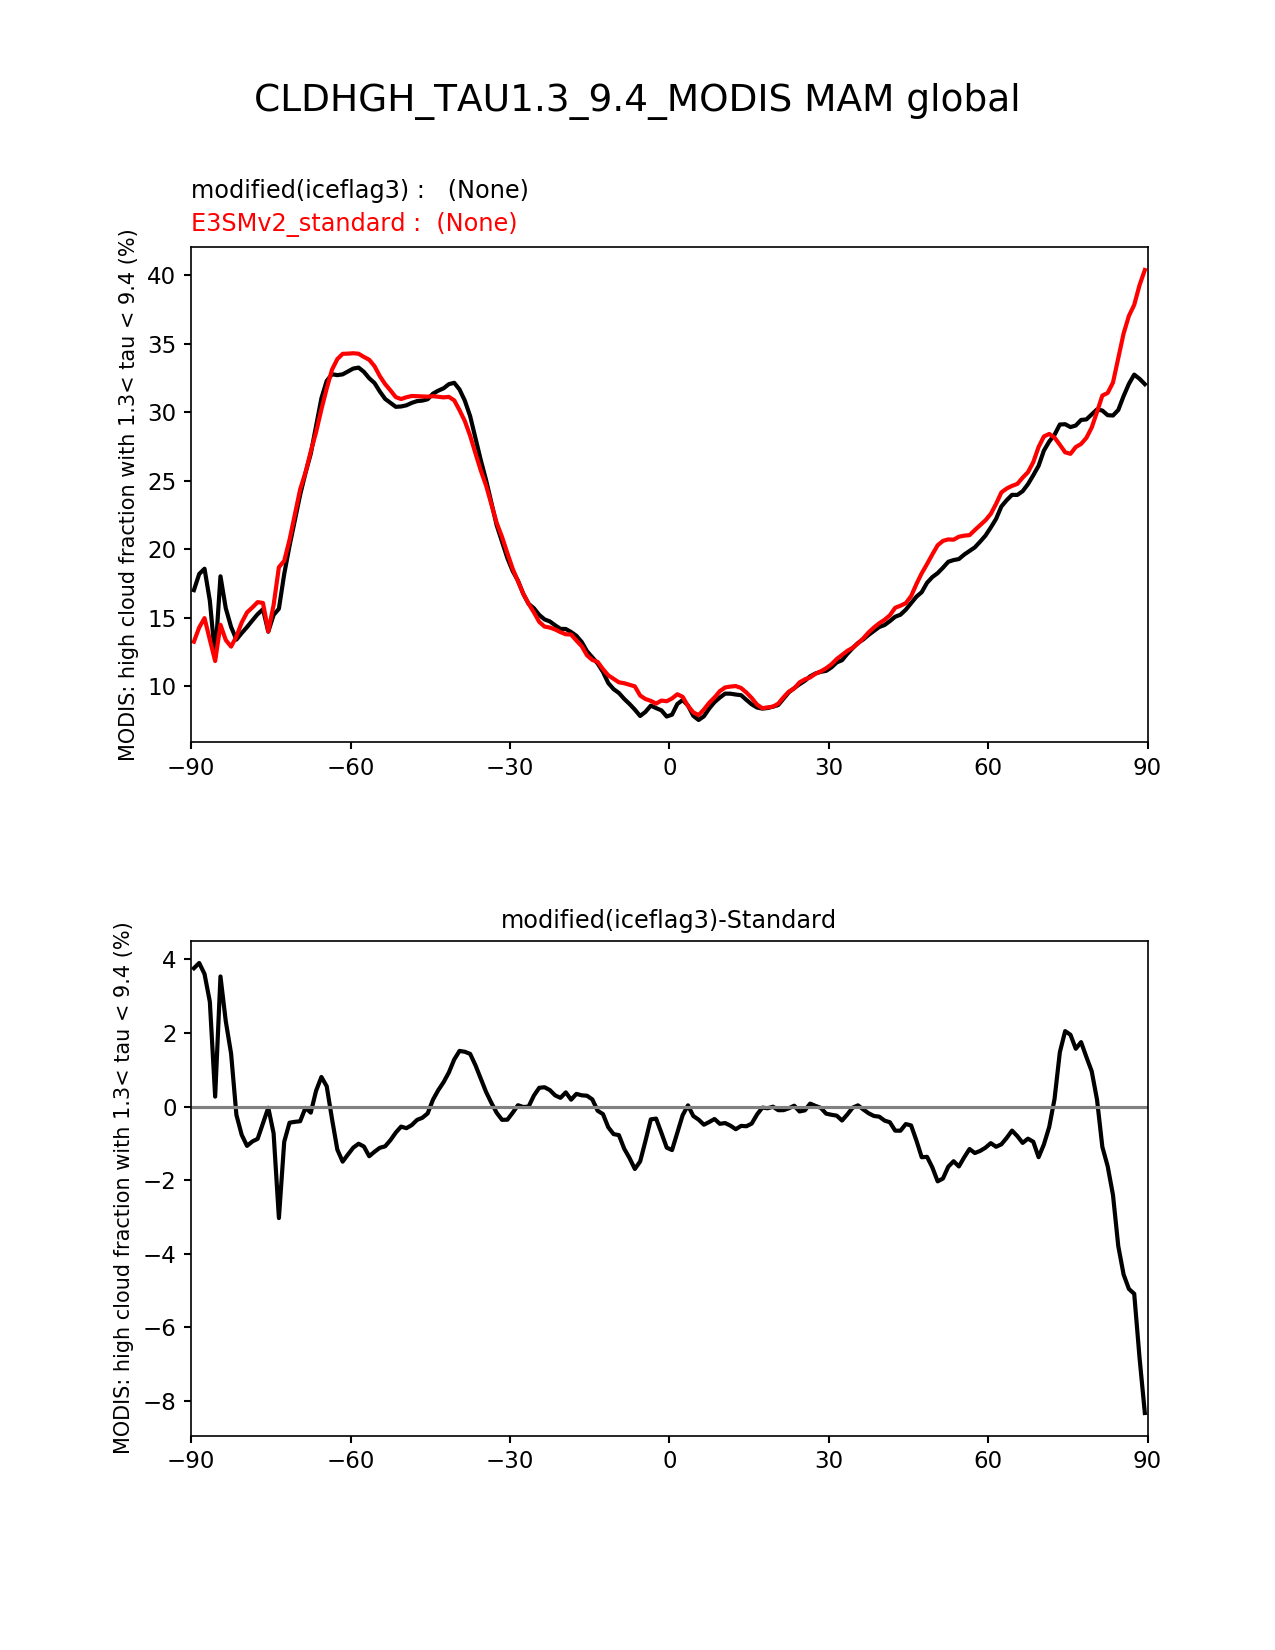 CLDHGH_TAU1.3_9.4_MODIS MAM global
modified(iceflag3) :   (None)
E3SMv2_standard :  (None)
MODIS: high cloud fraction with 1.3< tau < 9.4 (%)
40
35
30
25
20
15
10
−90 −60 −30 0 30 60 90
modified(iceflag3)-Standard
MODIS: high cloud fraction with 1.3< tau < 9.4 (%)
4
2
0
−2
−4
−6
−8
−90 −60 −30 0 30 60 90